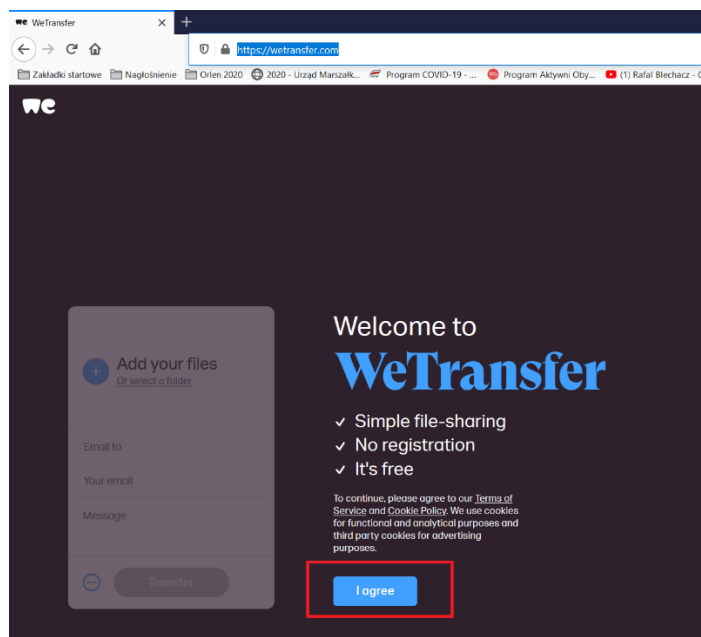 we WeTransfer
https://wetransfer.com
Zakładki startowe Nagłośnienie Orlen 2020 2020 - Urząd Marszałk... Program COVID-19 - ... Program Aktywni Oby... (1) Rafał Blechacz -
we
Welcome to
WeTransfer
Simple file-sharing
No registration
It's free
To continue, please agree to our Terms of
Service and Cookie Policy. We use cookies
for functional and analytical purposes and
third party cookies for advertising
purposes.
I agree
Add your files
Or select a folder
Email to
Your email
Message
Transfer